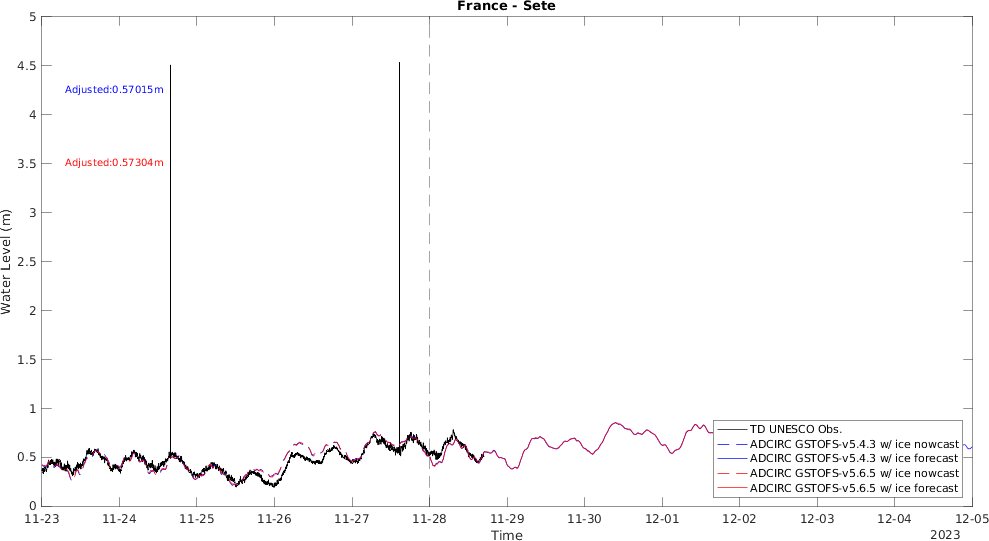 France - Sete
5
4.5
4
3.5
3
2.5
2
1.5
1
0.5
0
Water Level (m)
Adjusted:0.57015m
Adjusted:0.57304m
TD UNESCO Obs.
ADCIRC GSTOFS-v5.4.3 w/ ice nowcast
ADCIRC GSTOFS-v5.4.3 w/ ice forecast
ADCIRC GSTOFS-v5.6.5 w/ ice nowcast
ADCIRC GSTOFS-v5.6.5 w/ ice forecast
11-23 11-24 11-25 11-26 11-27 11-28 11-29 11-30 12-01 12-02 12-03 12-04 12-05
Time
2023